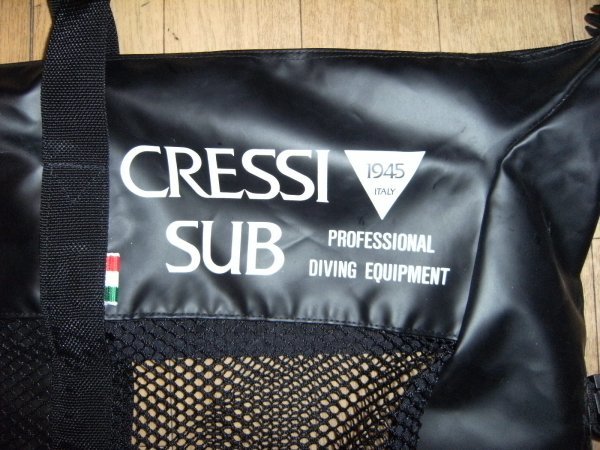 CRESSI
1945
ITALY
SUB
PROFESSIONAL
DIVING EQUIPMENT